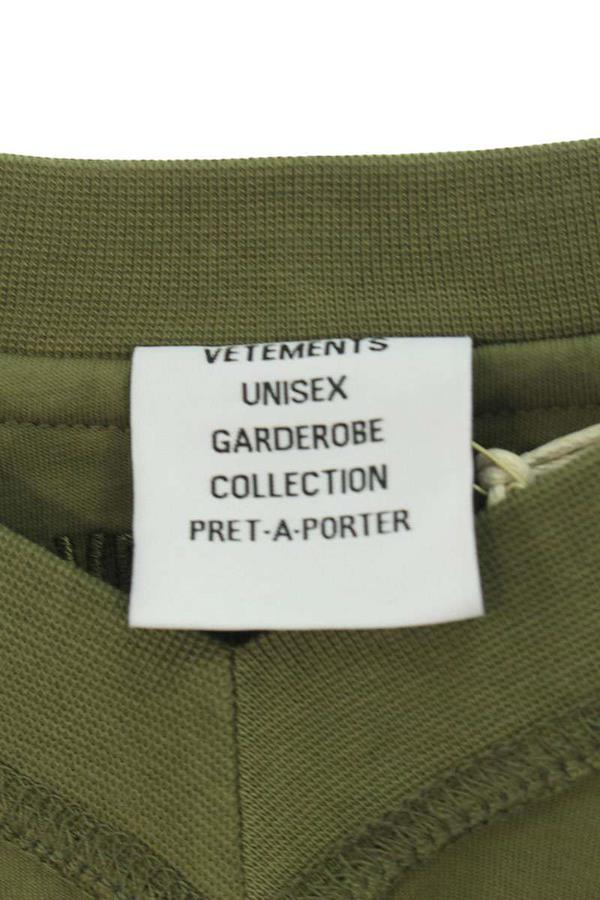 VETEMENTS
UNISEX
GARDEROBE
COLLECTION
PRET-A-PORTER